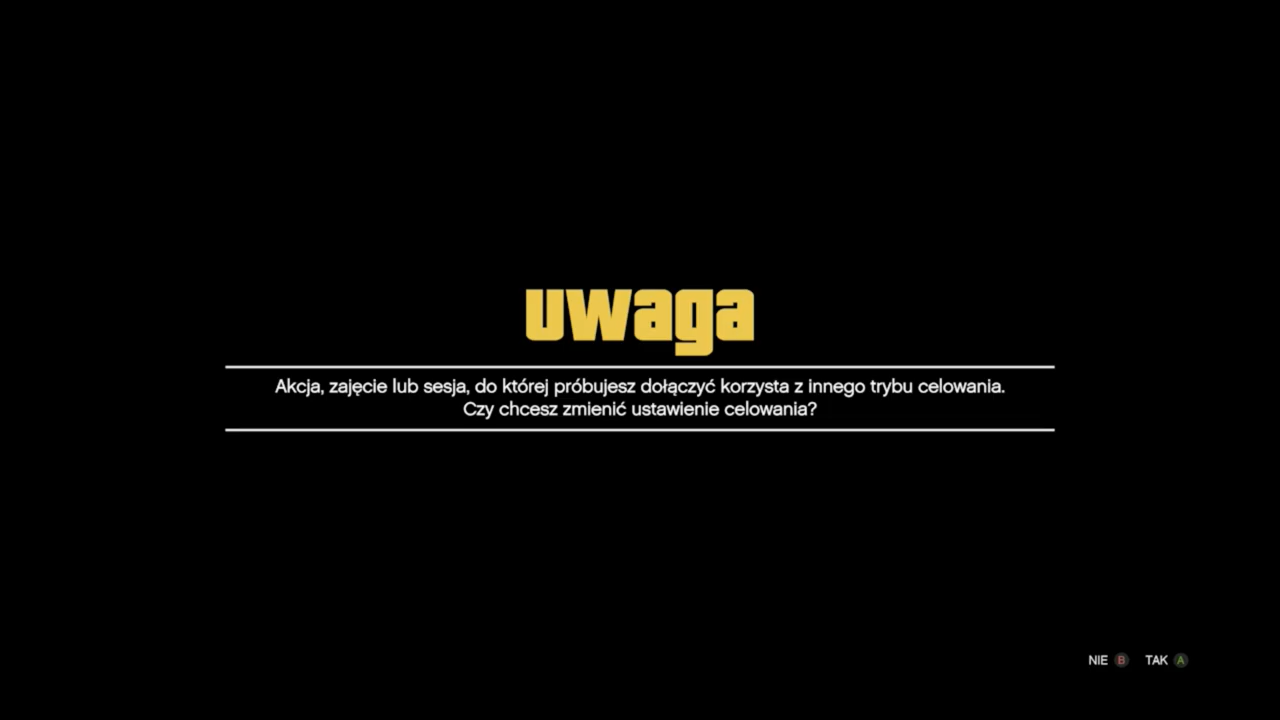 uwaga
Akcja, zajęcie lub sesja, do której próbujesz dołączyć korzysta z innego trybu celowania.
Czy chcesz zmienić ustawienie celowania?
NIE B TAK A